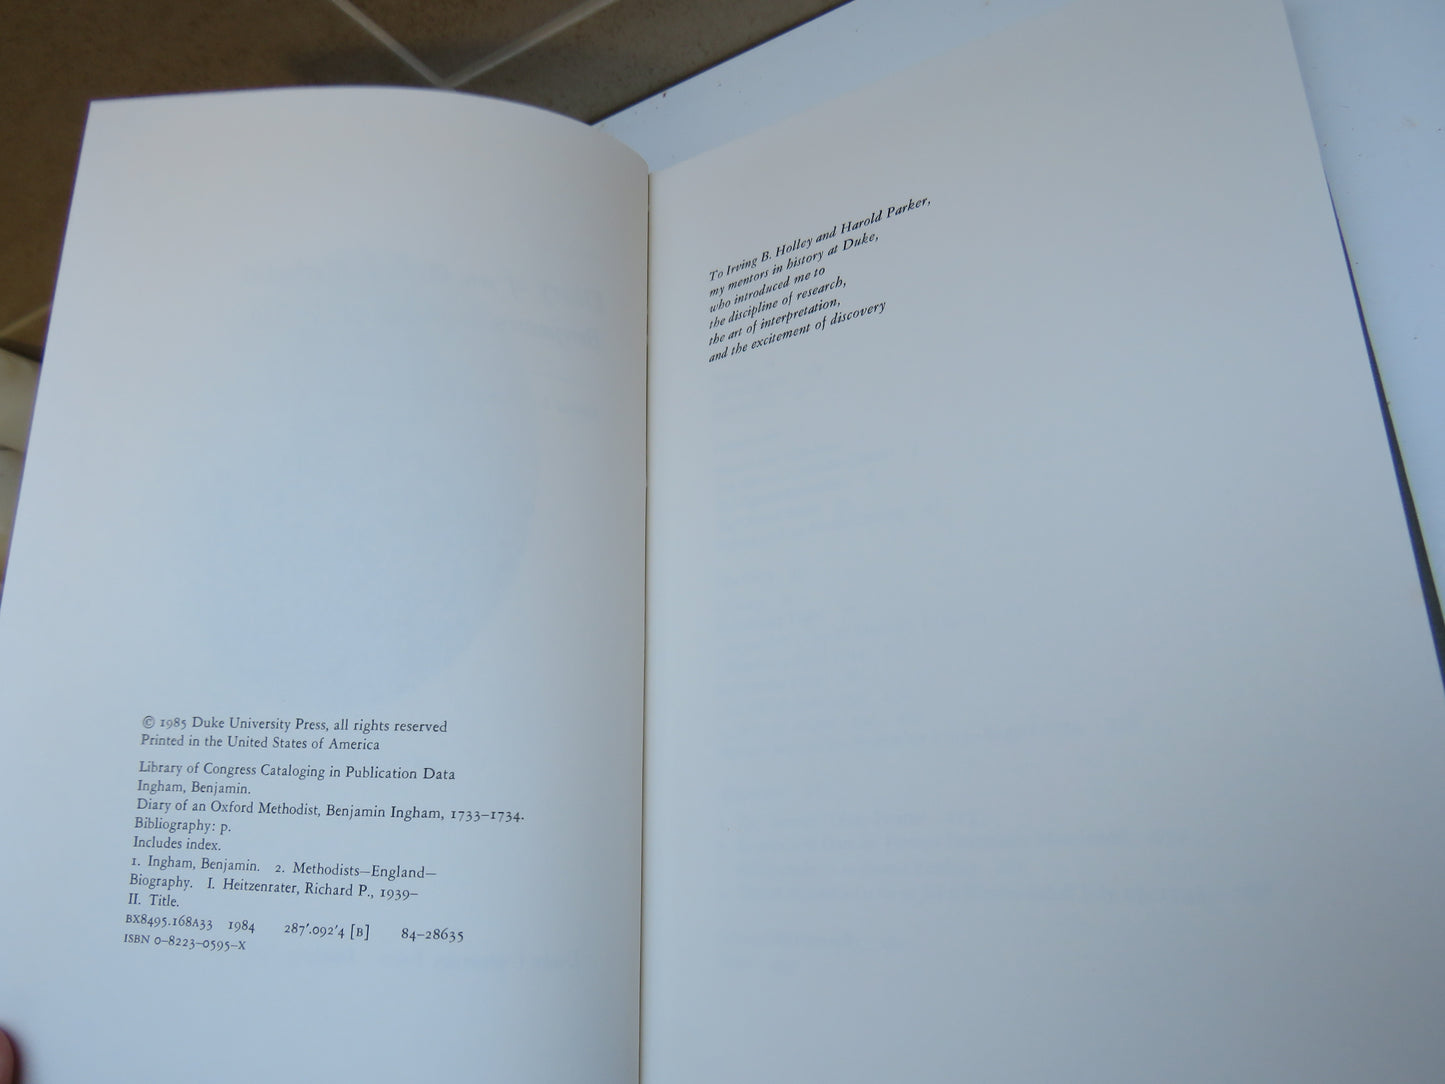 © 1985 Duke University Press, all rights reserved
Printed in the United States of America
Library of Congress Cataloging in Publication Data
Ingham, Benjamin.
Diary of an Oxford Methodist, Benjamin Ingham, 1733–1734.
Bibliography: p.
Includes index.
1. Ingham, Benjamin. 2. Methodists—England—
Biography. I. Heitzenrater, Richard P., 1939–
II. Title.
BX8495.168A33 1984 287′.092′4 [B] 84–28635
ISBN 0–8223–0595–X
To Irving B. Holley and Harold Parker,
my mentors in history at Duke,
who introduced me to
the discipline of research,
the art of interpretation,
and the excitement of discovery